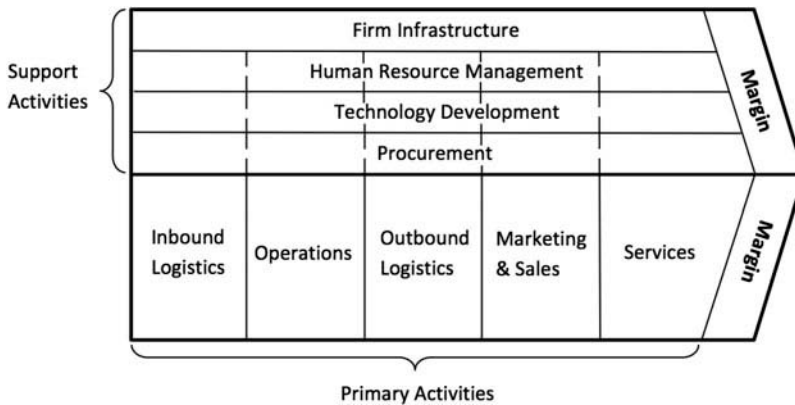 Firm Infrastructure
Support
Activities
Human Resource Management
Technology Development
Procurement
Margin
Inbound
Logistics
Operations
Outbound
Logistics
Marketing
& Sales
Services
Margin
Primary Activities